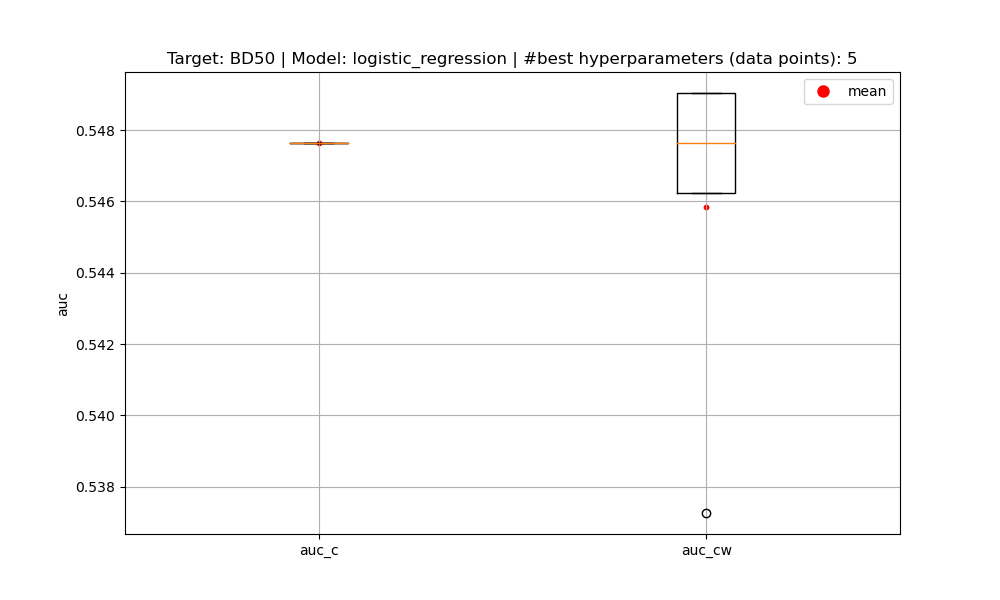 Target: BD50 | Model: logistic_regression | #best hyperparameters (data points): 5
mean
0.548
0.546
0.544
0.542
0.540
0.538
auc
auc_c
auc_cw